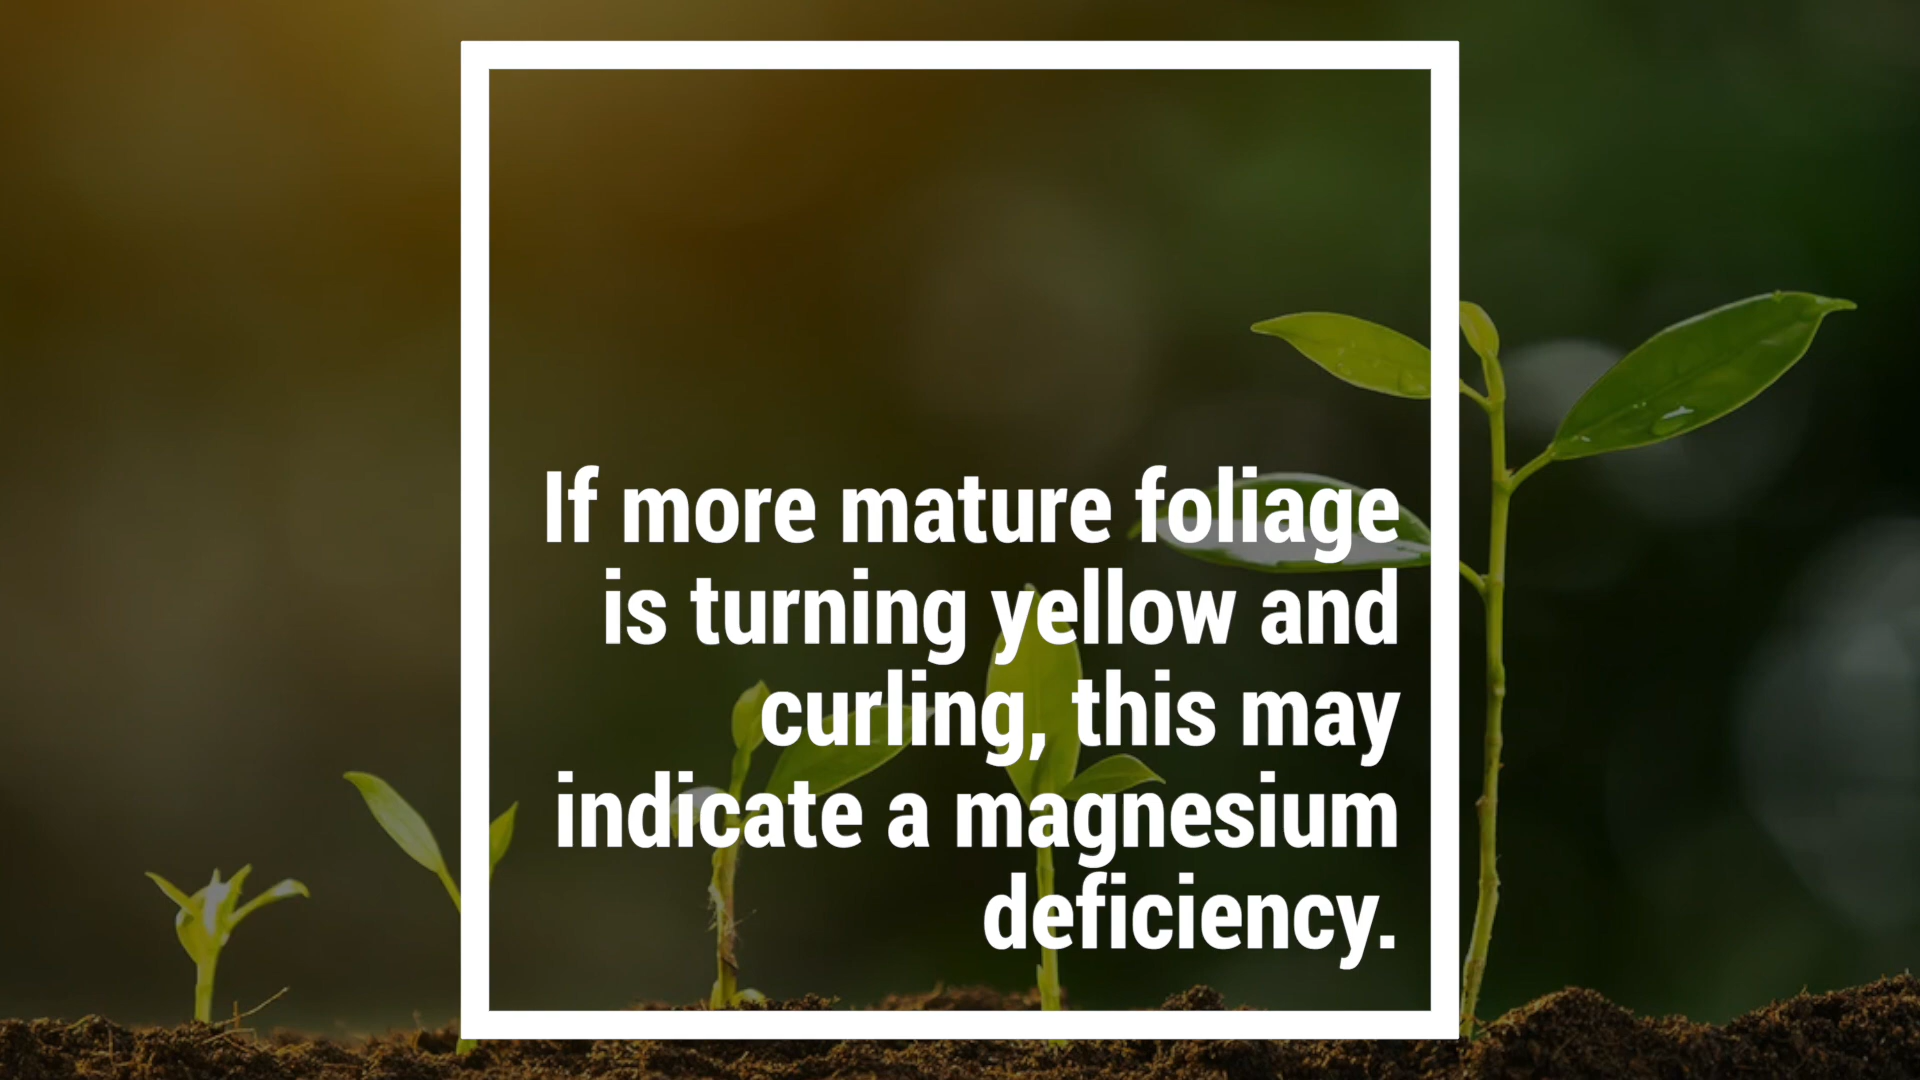 If more mature foliage
is turning yellow and
curling, this may
indicate a magnesium
deficiency.